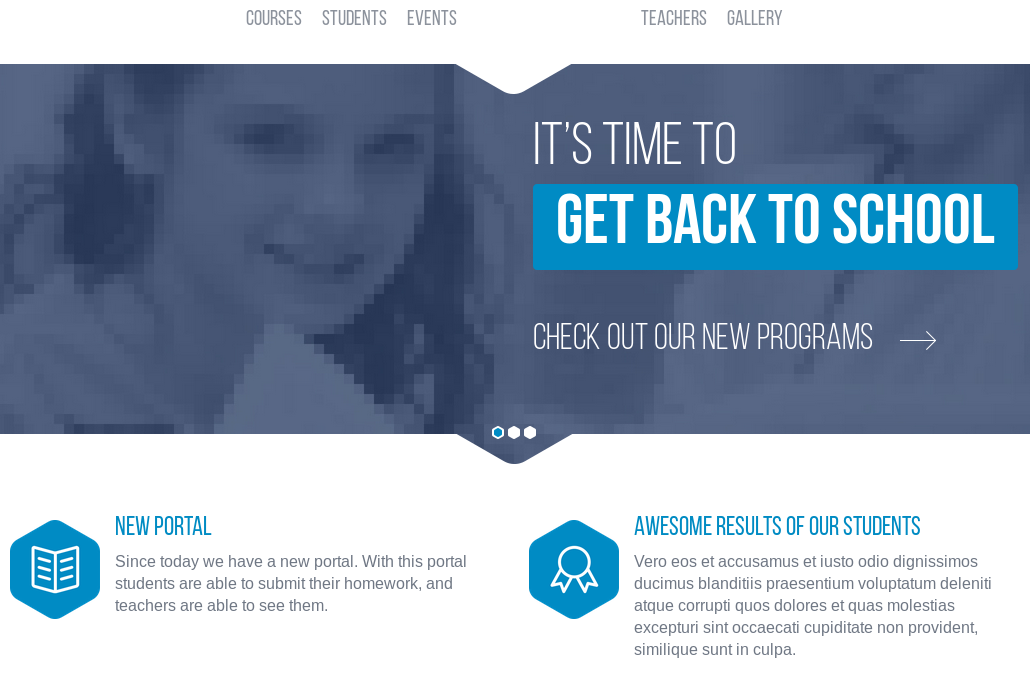 COURSES STUDENTS EVENTS TEACHERS GALLERY
IT’S TIME TO
GET BACK TO SCHOOL
CHECK OUT OUR NEW PROGRAMS
NEW PORTAL
Since today we have a new portal. With this portal
students are able to submit their homework, and
teachers are able to see them.
AWESOME RESULTS OF OUR STUDENTS
Vero eos et accusamus et iusto odio dignissimos
ducimus blanditiis praesentium voluptatum deleniti
atque corrupti quos dolores et quas molestias
excepturi sint occaecati cupiditate non provident,
similique sunt in culpa.